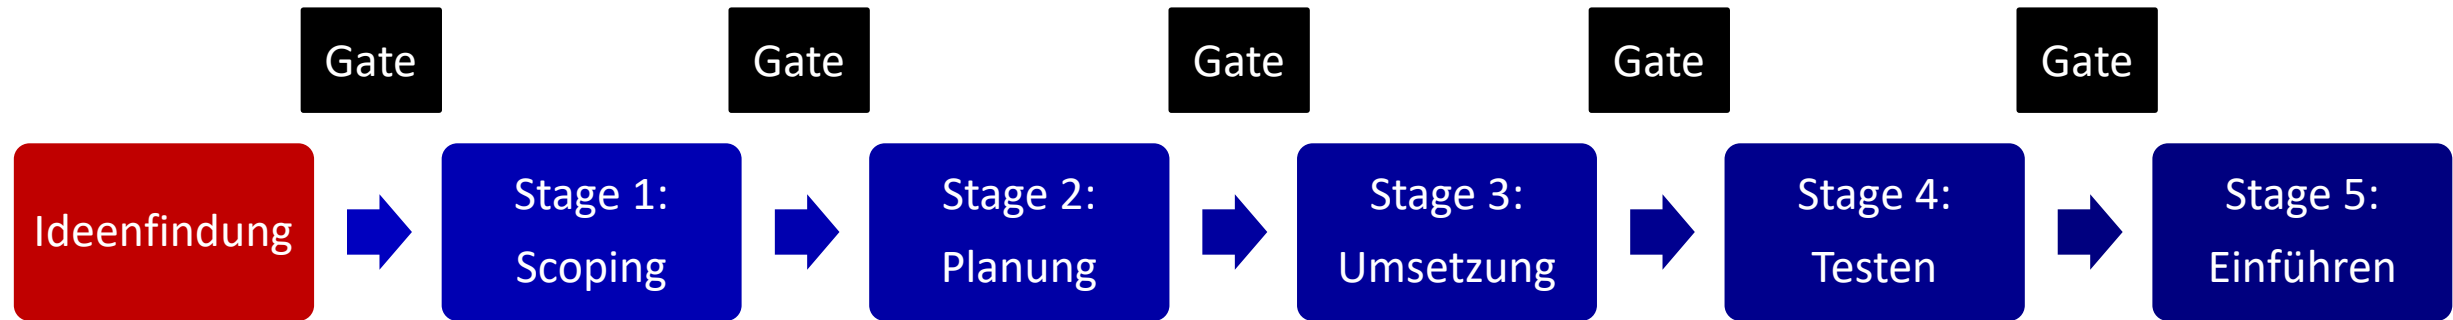 Gate
Gate
Gate
Gate
Gate
Ideenfindung
Stage 1:
Scoping
Stage 2:
Planung
Stage 3:
Umsetzung
Stage 4:
Testen
Stage 5:
Einführen